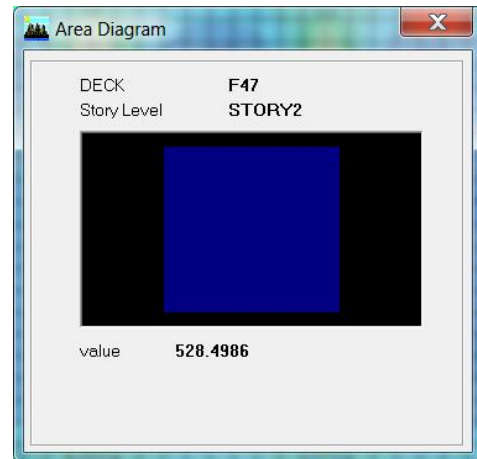 Area Diagram
DECK F47
Story Level STORY2
value 528.4986